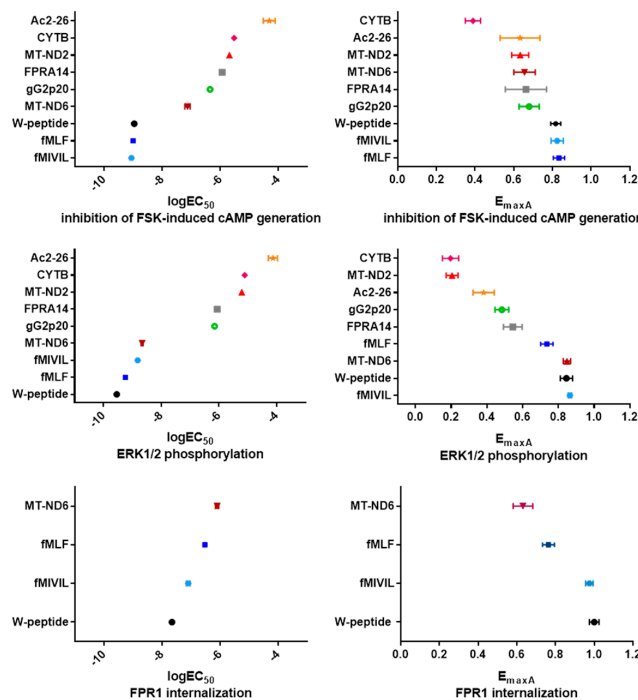 Ac2-26
CYTB
MT-ND2
FPRA14
gG2p20
MT-ND6
W-peptide
fMLF
fMIVIL
-10 -8 -6 -4 -2
logEC50
inhibition of FSK-induced cAMP generation
CYTB
Ac2-26
MT-ND2
MT-ND6
FPRA14
gG2p20
W-peptide
fMIVIL
fMLF
0.0 0.2 0.4 0.6 0.8 1.0 1.2
EmaxA
inhibition of FSK-induced cAMP generation
Ac2-26
CYTB
MT-ND2
FPRA14
gG2p20
MT-ND6
fMIVIL
fMLF
W-peptide
-10 -8 -6 -4 -2
logEC50
ERK1/2 phosphorylation
CYTB
MT-ND2
Ac2-26
gG2p20
FPRA14
fMLF
MT-ND6
W-peptide
fMIVIL
0.0 0.2 0.4 0.6 0.8 1.0 1.2
EmaxA
ERK1/2 phosphorylation
MT-ND6
fMLF
fMIVIL
W-peptide
-10 -8 -6 -4 -2
logEC50
FPR1 internalization
MT-ND6
fMLF
fMIVIL
W-peptide
0.0 0.2 0.4 0.6 0.8 1.0 1.2
EmaxA
FPR1 internalization